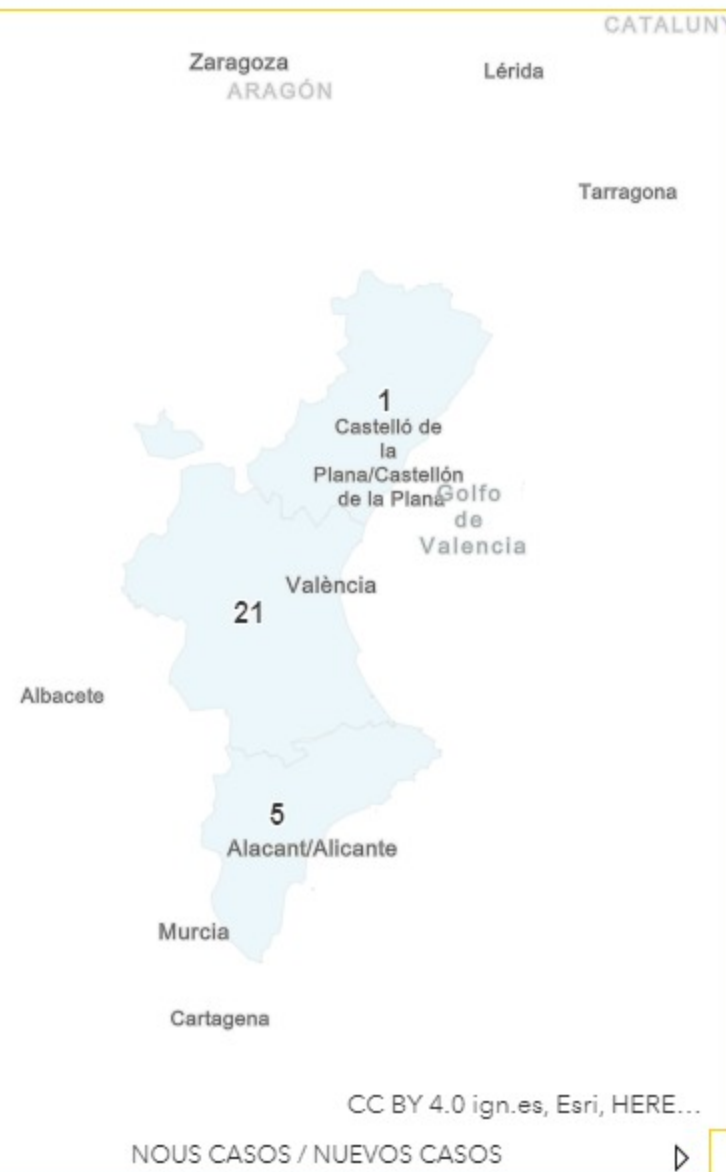 CATALUNY
Zaragoza
ARAGÓN
Lérida
Tarragona
1
Castelló de
la
Plana/Castellón
de la Plana
Golfo
de
Valencia
València
21
Albacete
5
Alacant/Alicante
Murcia
Cartagena
CC BY 4.0 ign.es, Esri, HERE...
NOUS CASOS / NUEVOS CASOS